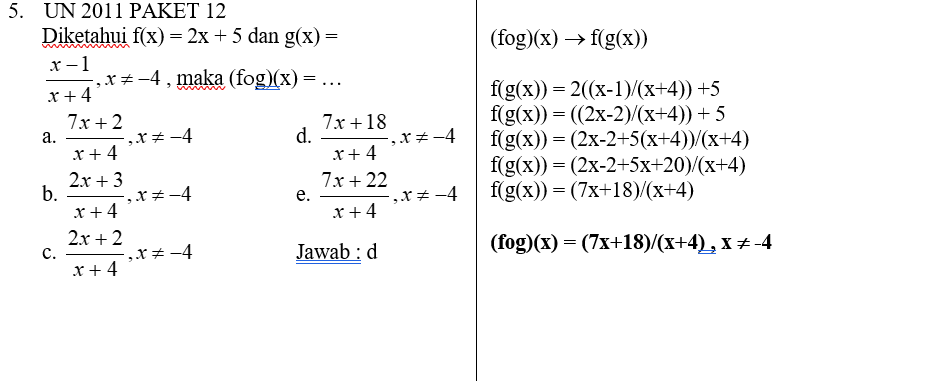 5. UN 2011 PAKET 12
Diketahui f(x) = 2x + 5 dan g(x) =
(x − 1)/(x + 4), x ≠ −4 , maka (fog)(x) = …
a. (7x + 2)/(x + 4), x ≠ −4
b. (2x + 3)/(x + 4), x ≠ −4
c. (2x + 2)/(x + 4), x ≠ −4
d. (7x + 18)/(x + 4), x ≠ −4
e. (7x + 22)/(x + 4), x ≠ −4
Jawab : d
(fog)(x) → f(g(x))
f(g(x)) = 2((x-1)/(x+4)) +5
f(g(x)) = ((2x-2)/(x+4)) + 5
f(g(x)) = (2x-2+5(x+4))/(x+4)
f(g(x)) = (2x-2+5x+20)/(x+4)
f(g(x)) = (7x+18)/(x+4)
(fog)(x) = (7x+18)/(x+4) , x ≠ -4